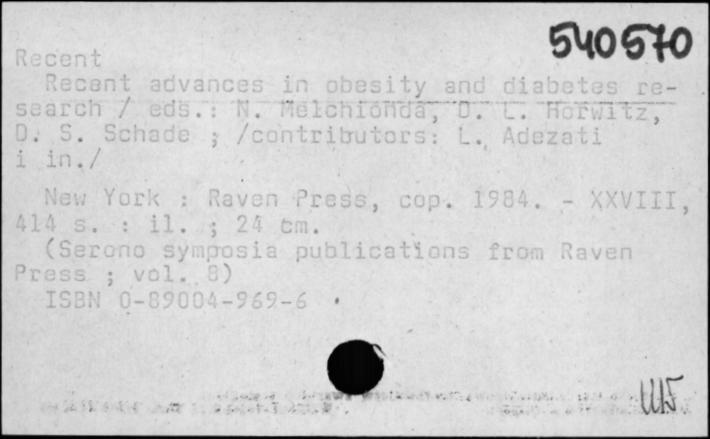 540570
Recent
Recent advances in obesity and diabetes re-
search / eds.: N. Melchionda, D. L. Horwitz,
D. S. Schade ; /contributors: L. Adezati
i in./
New York : Raven Press, cop. 1984. - XXVIII,
414 s. : il. ; 24 cm.
(Serono symposia publications from Raven
Press ; vol. 8)
ISBN 0-89004-969-6